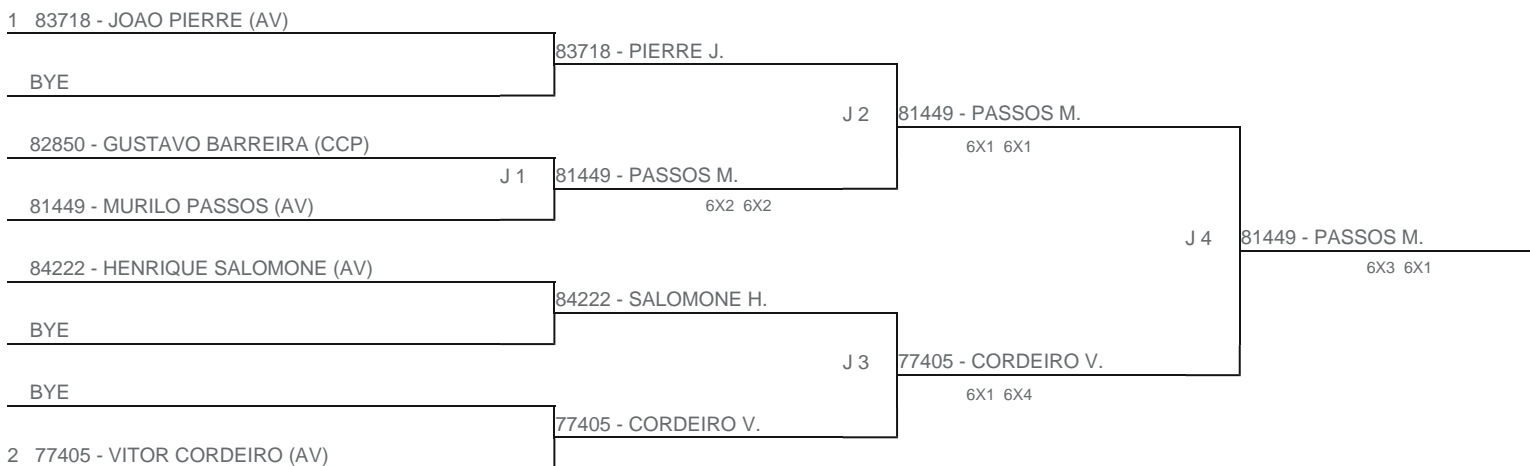 1 83718 - JOAO PIERRE (AV)
83718 - PIERRE J.
BYE
J 2 81449 - PASSOS M.
82850 - GUSTAVO BARREIRA (CCP)
6X1 6X1
J 1 81449 - PASSOS M.
81449 - MURILO PASSOS (AV)
6X2 6X2
J 4 81449 - PASSOS M.
84222 - HENRIQUE SALOMONE (AV)
6X3 6X1
84222 - SALOMONE H.
BYE
J 3 77405 - CORDEIRO V.
BYE
6X1 6X4
77405 - CORDEIRO V.
2 77405 - VITOR CORDEIRO (AV)